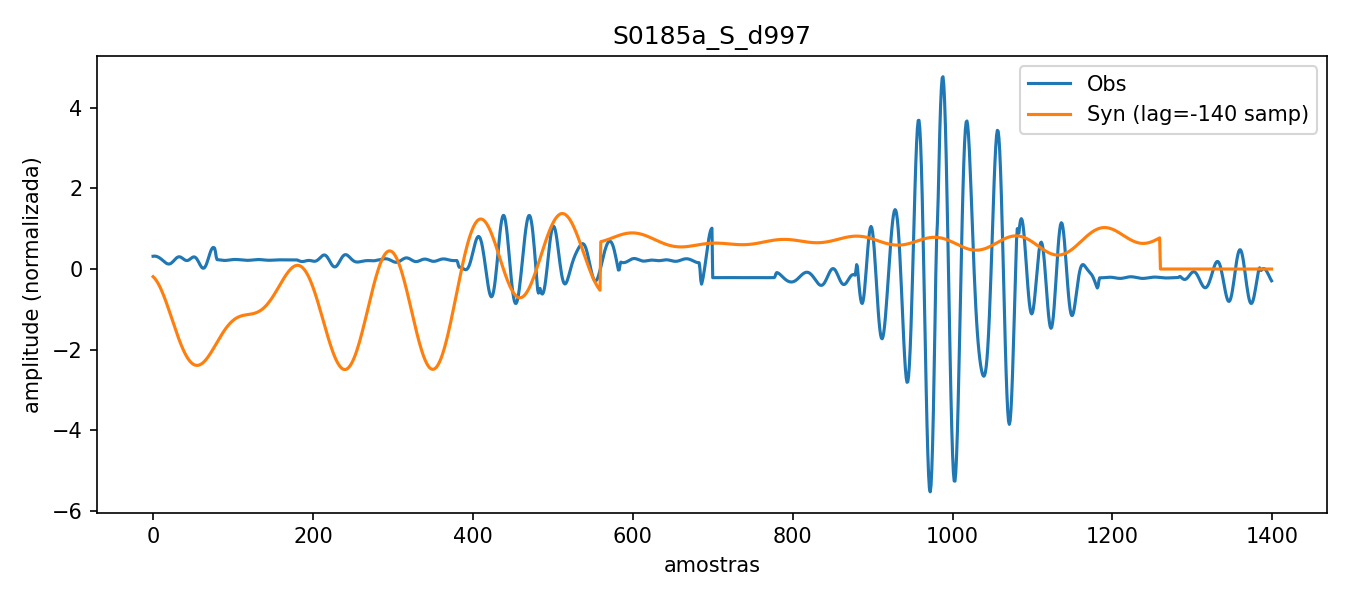 S0185a_S_d997
Obs
Syn (lag=-140 samp)
amplitude (normalizada)
4
2
0
−2
−4
−6
0 200 400 600 800 1000 1200 1400
amostras